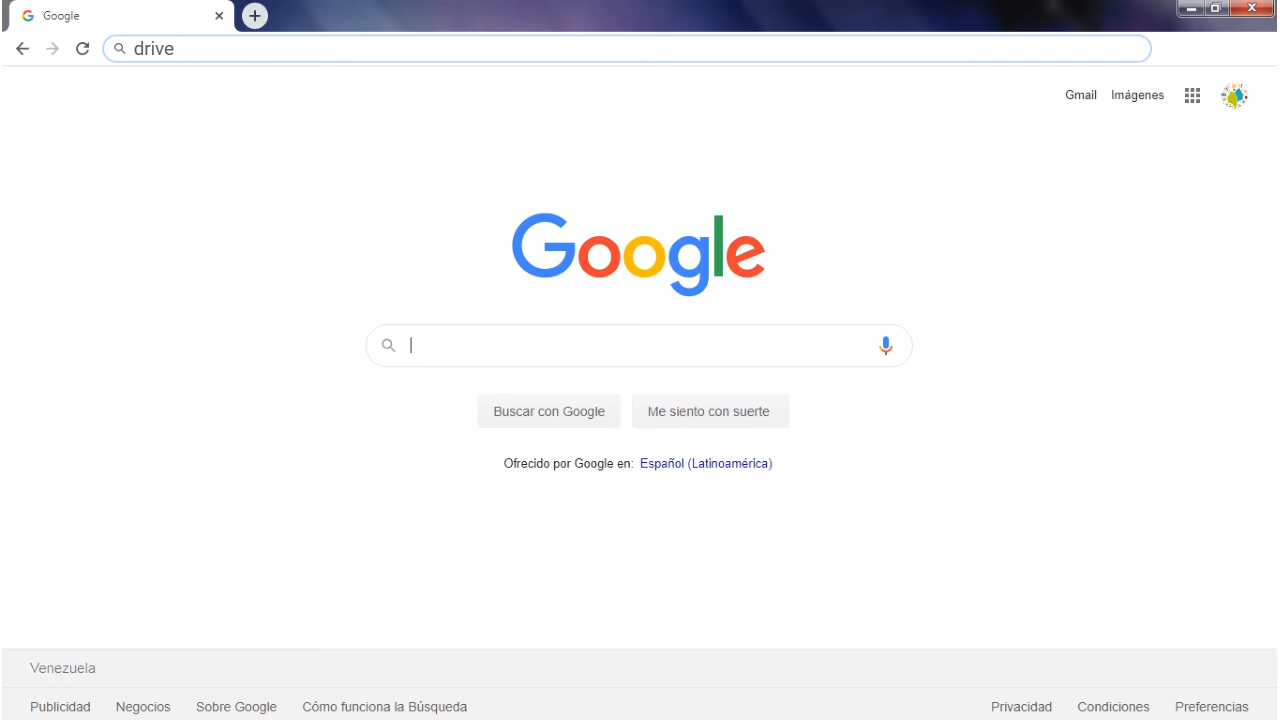 Google
drive
Gmail Imágenes
Google
Buscar con Google Me siento con suerte
Ofrecido por Google en: Español (Latinoamérica)
Venezuela
Publicidad Negocios Sobre Google Cómo funciona la Búsqueda Privacidad Condiciones Preferencias